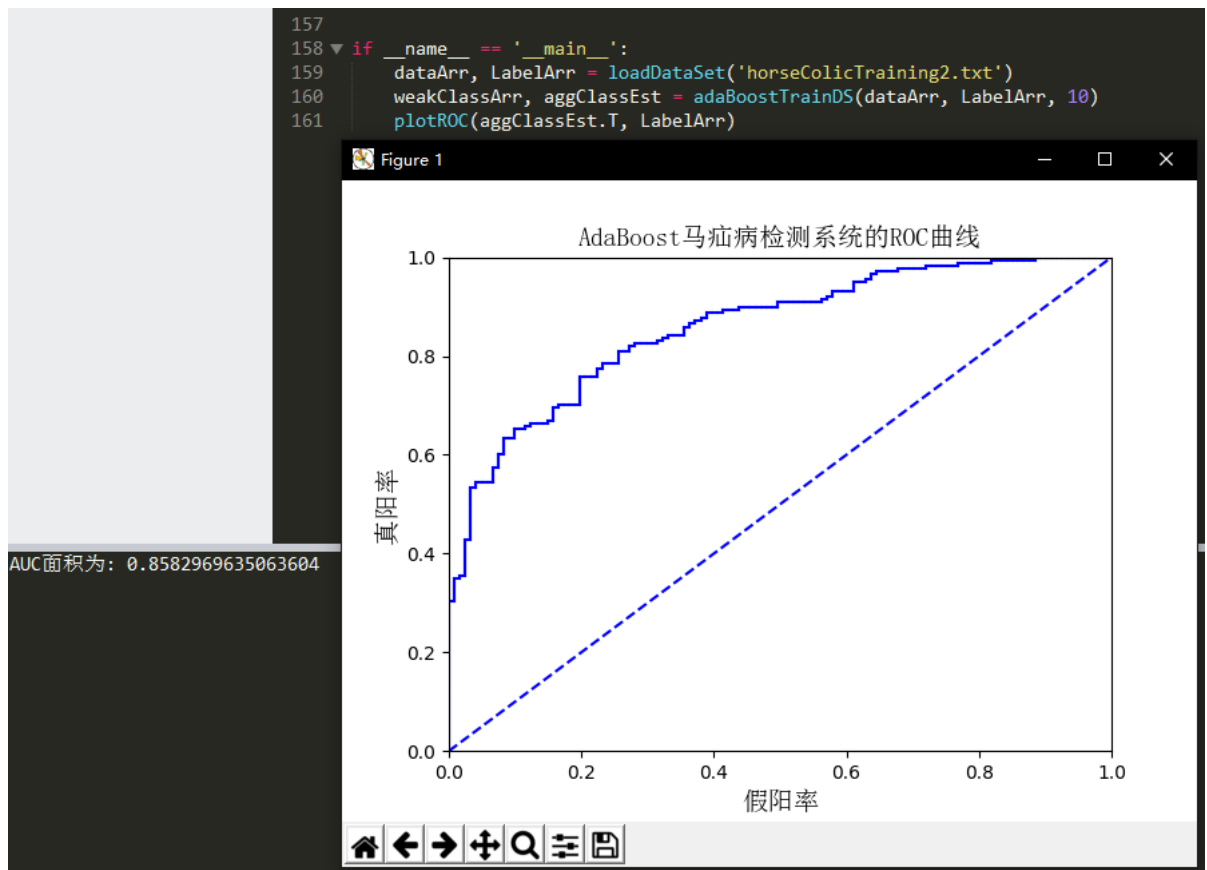 157
158 if __name__ == '__main__':
159 dataArr, LabelArr = loadDataSet('horseColicTraining2.txt')
160 weakClassArr, aggClassEst = adaBoostTrainDS(dataArr, LabelArr, 10)
161 plotROC(aggClassEst.T, LabelArr)
Figure 1
AdaBoost马疝病检测系统的ROC曲线
1.0
0.8
0.6
0.4
0.2
0.0
真阳率
0.0 0.2 0.4 0.6 0.8 1.0
假阳率
AUC面积为: 0.8582969635063604